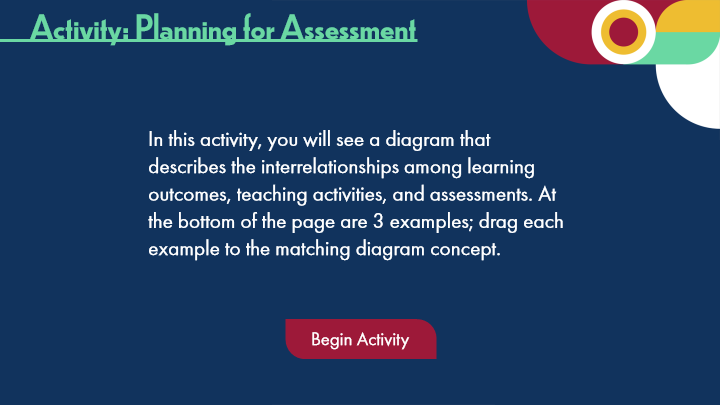 Activity: Planning for Assessment
In this activity, you will see a diagram that
describes the interrelationships among learning
outcomes, teaching activities, and assessments. At
the bottom of the page are 3 examples; drag each
example to the matching diagram concept.
Begin Activity